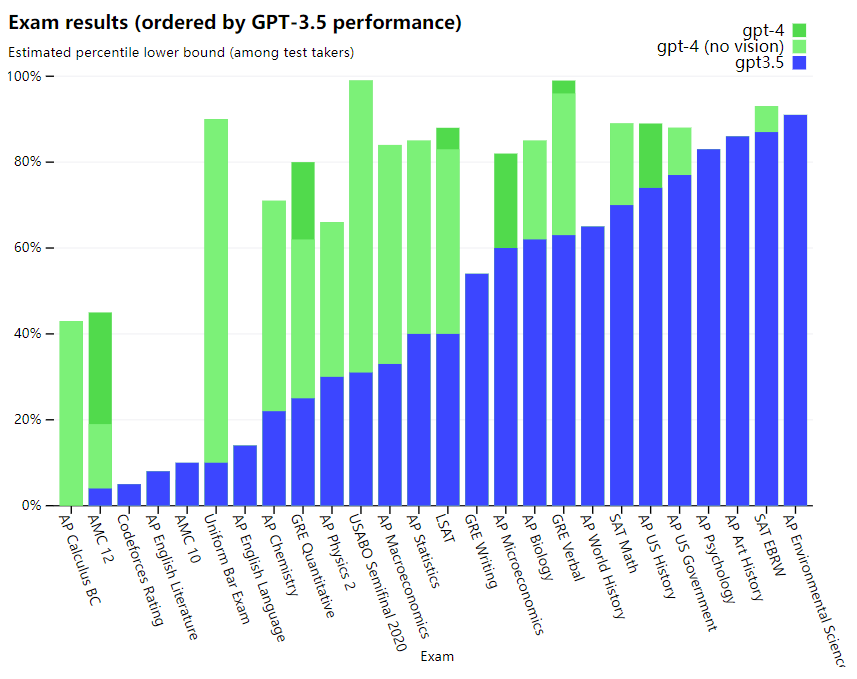 Exam results (ordered by GPT-3.5 performance)
Estimated percentile lower bound (among test takers)
gpt-4
gpt-4 (no vision)
gpt3.5
100%
80%
60%
40%
20%
0%
AP Calculus BC
AMC 12
Codeforces Rating
AP English Literature
AMC 10
Uniform Bar Exam
AP English Language
AP Chemistry
GRE Quantitative
AP Physics 2
USABO Semifinal 2020
AP Macroeconomics
AP Statistics
LSAT
GRE Writing
AP Microeconomics
AP Biology
GRE Verbal
AP World History
SAT Math
AP US History
AP US Government
AP Psychology
AP Art History
SAT EBRW
AP Environmental Science
Exam